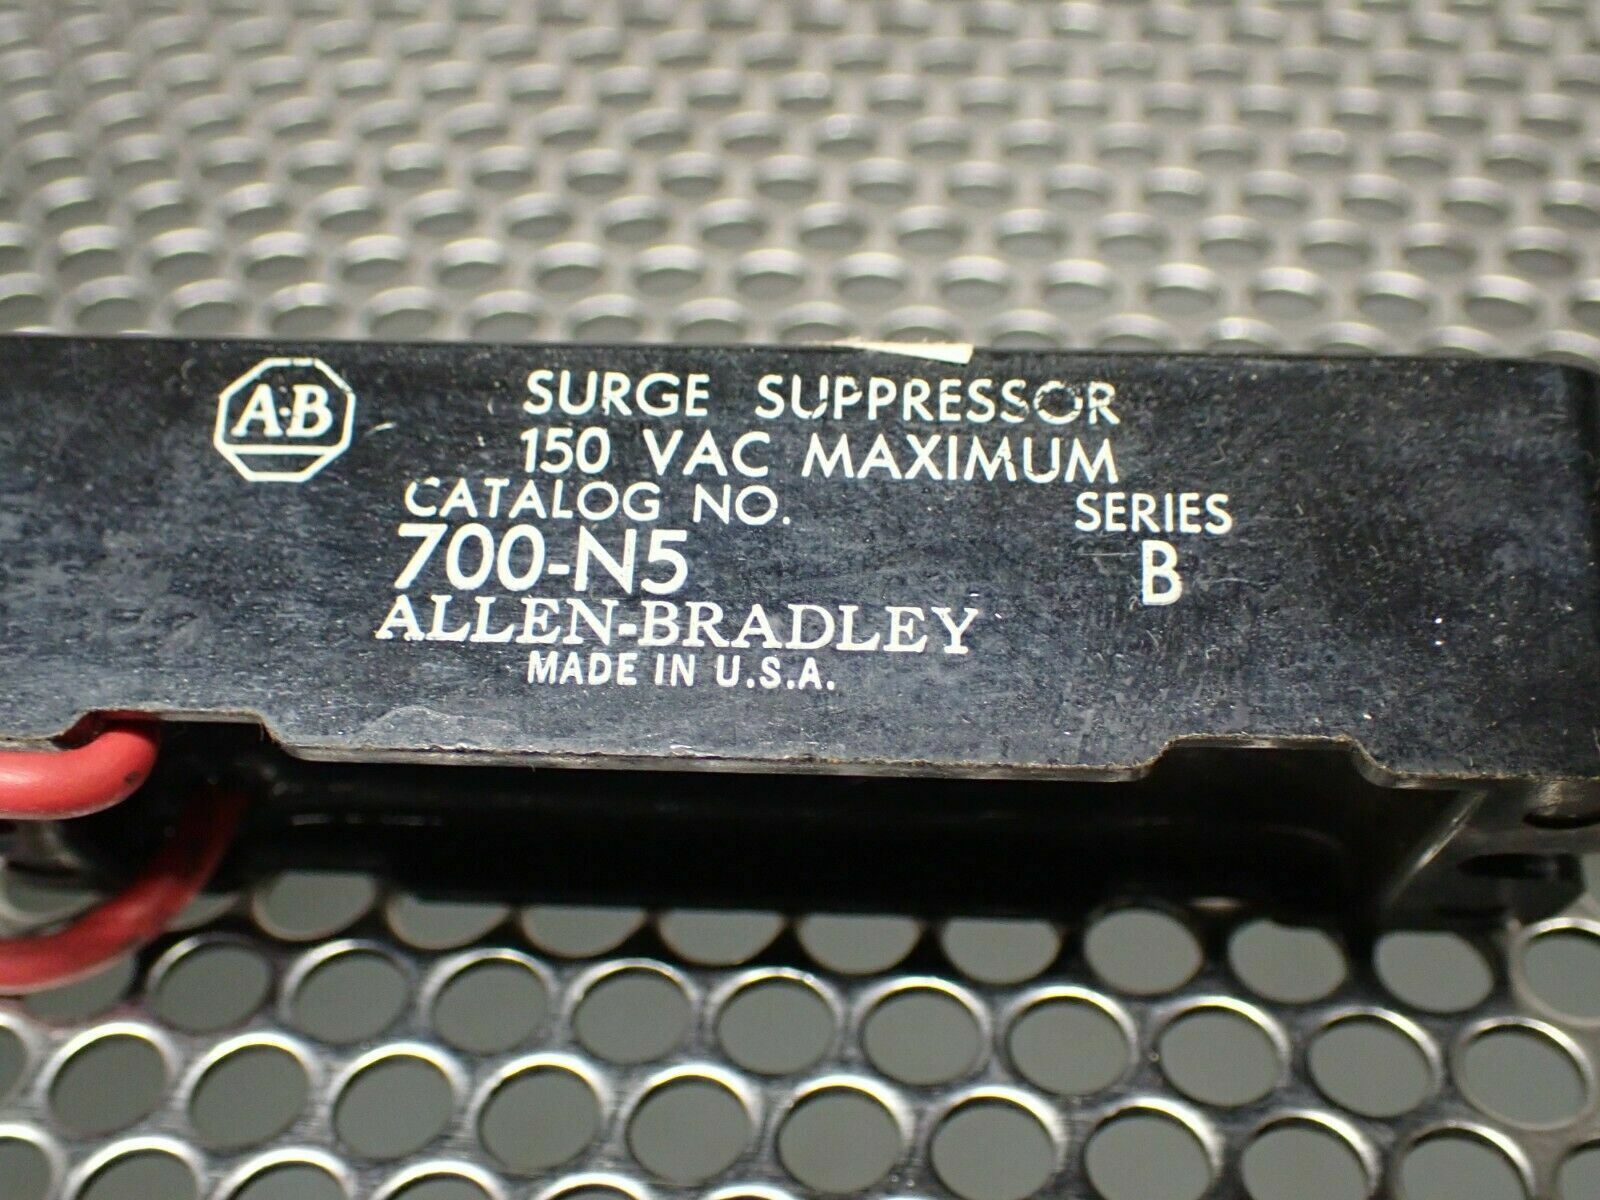 A·B
SURGE SUPPRESSOR
150 VAC MAXIMUM
CATALOG NO.
700-N5
SERIES
B
ALLEN-BRADLEY
MADE IN U.S.A.